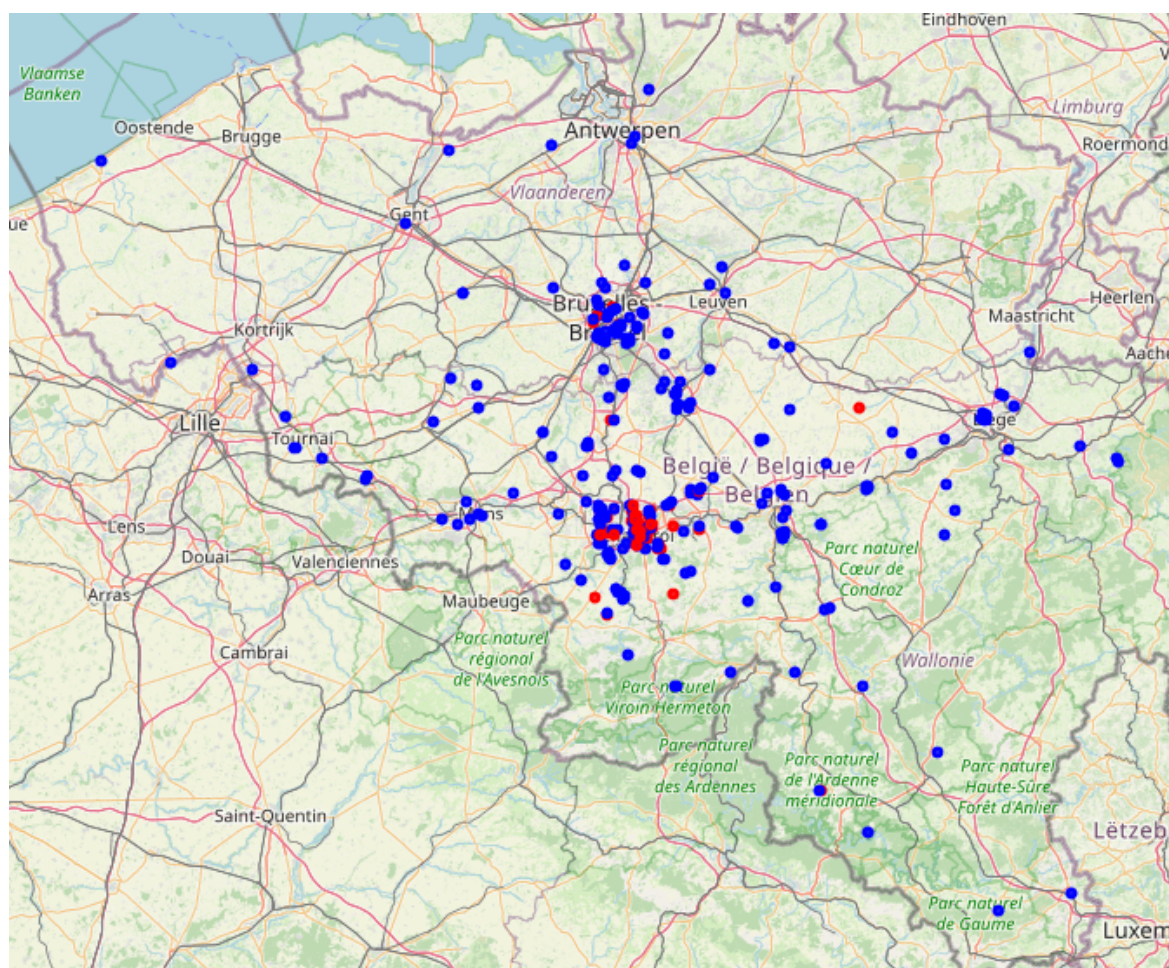 Eindhoven
Vlaamse
Banken
Limburg
Oostende
Brugge
Antwerpen
Roermond
Vlaanderen
Gent
ue
Leuven
Heerlen
Maastricht
Kortrijk
Aache
Lille
Tournai
Liège
België / Belgique /
Belgien
Lens
Mons
Douai
Valenciennes
Parc naturel
Cœur de
Condroz
Arras
Maubeuge
Parc naturel
régional
de l'Avesnois
Cambrai
Wallonie
Parc naturel
Viroin Hermeton
Parc naturel
régional
des Ardennes
Parc naturel
de l'Ardenne
méridionale
Parc naturel
Haute-Sûre
Forêt d'Anlier
Saint-Quentin
Lëtzeb
Parc naturel
de Gaume
Luxem